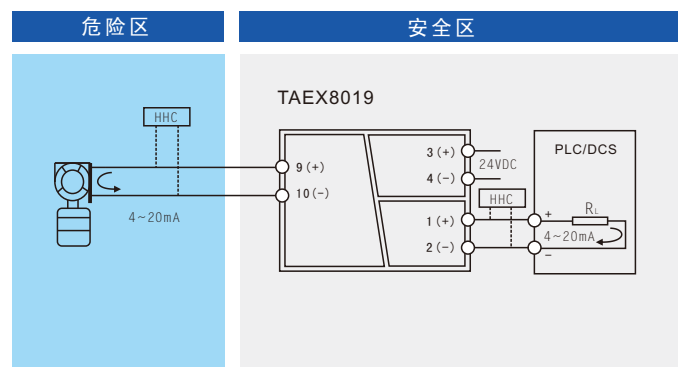 危险区
安全区
TAEX8019
HHC
9(+)
10(-)
4~20mA
3(+)
24VDC
4(-)
HHC
1(+)
2(-)
PLC/DCS
+
RL
4~20mA
-